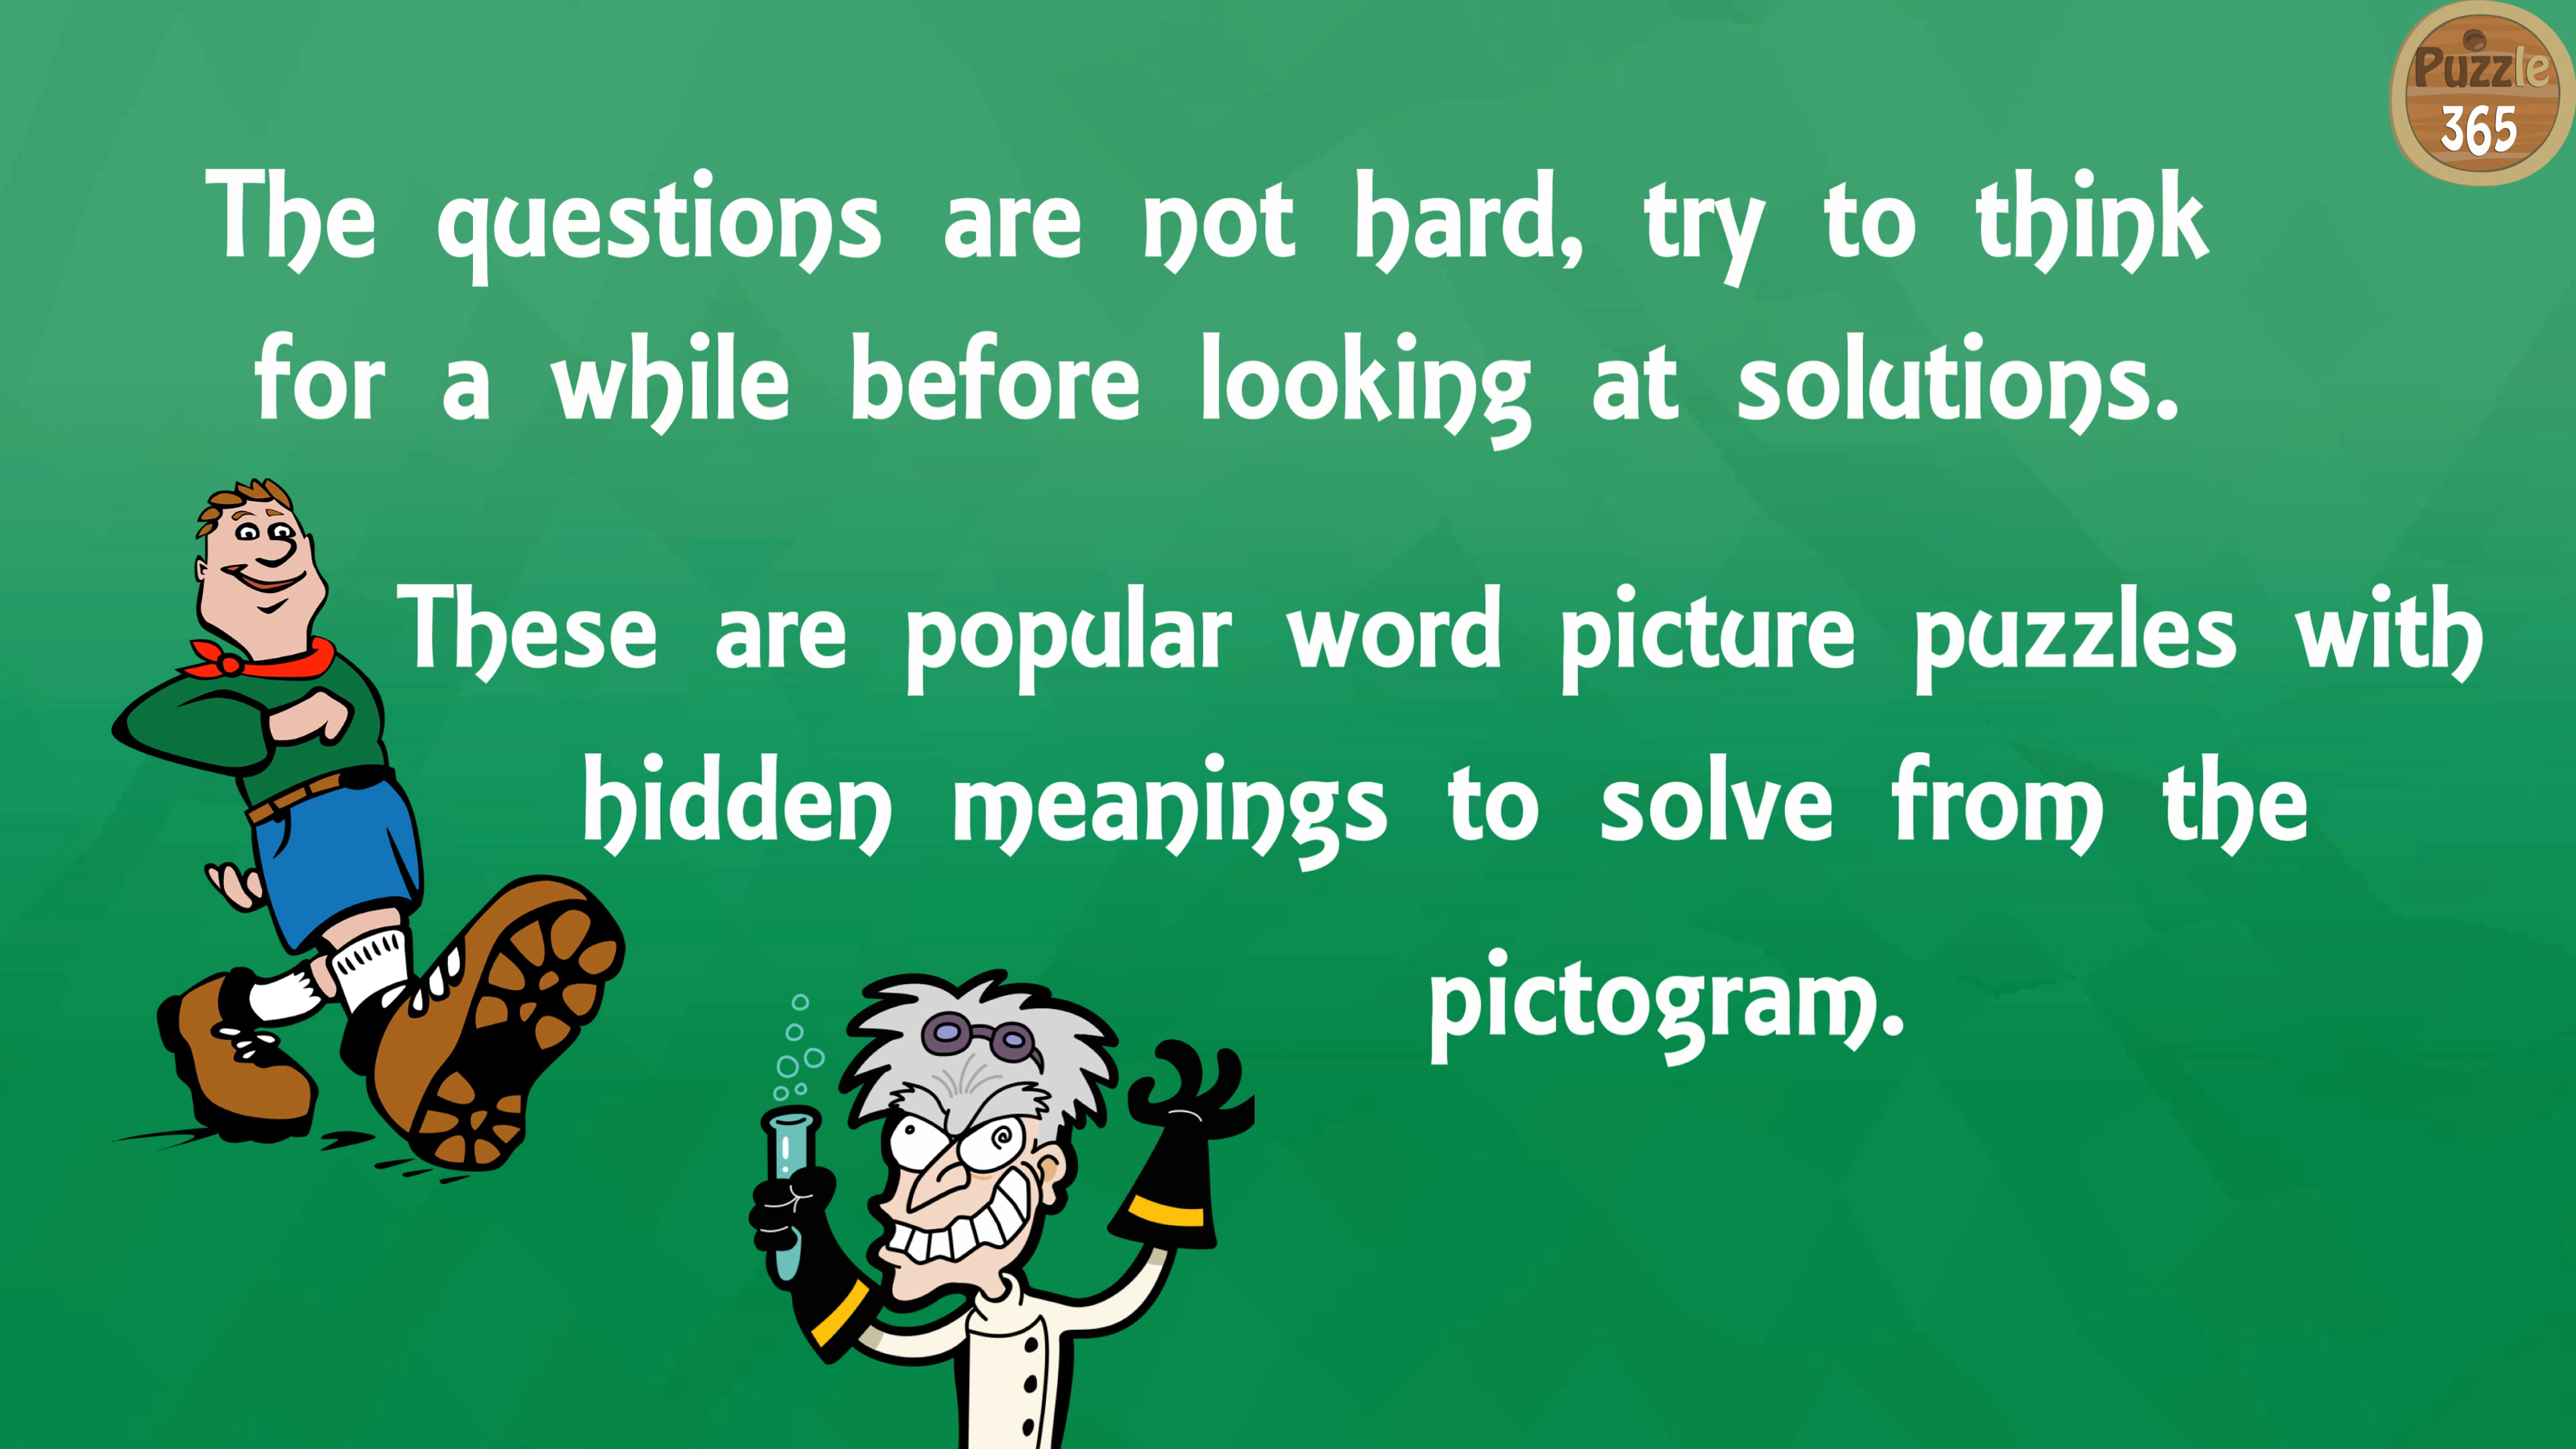 Puzzle
365
The questions are not hard, try to think
for a while before looking at solutions.
These are popular word picture puzzles with
hidden meanings to solve from the
pictogram.